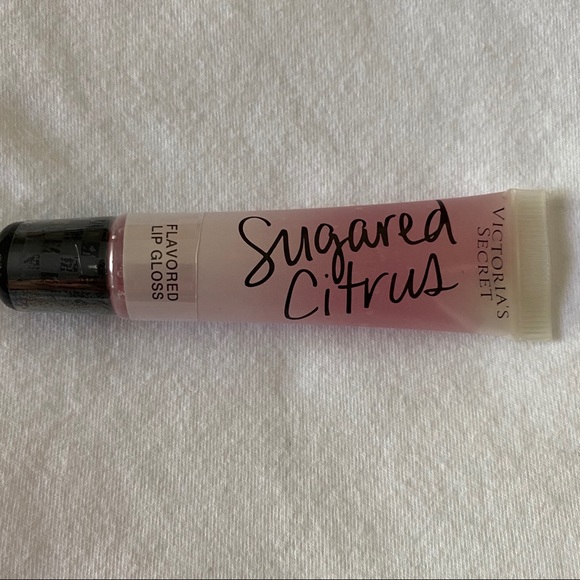 FLAVORED
LIP GLOSS
Sugared
Citrus
VICTORIA'S
SECRET